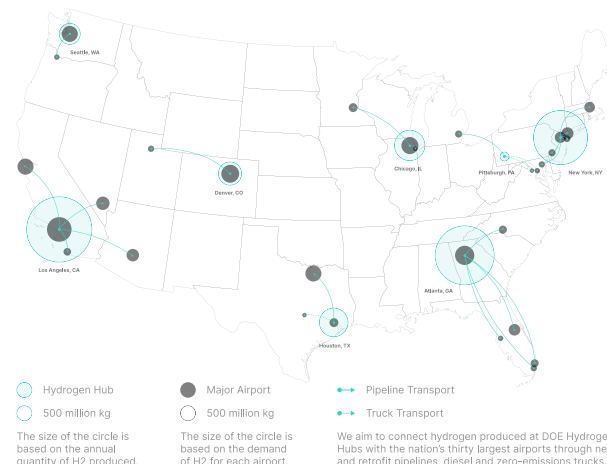 Seattle, WA
Chicago, IL
Pittsburgh, PA
New York, NY
Denver, CO
Los Angeles, CA
Atlanta, GA
Houston, TX
Hydrogen Hub
500 million kg
The size of the circle is
based on the annual
quantity of H2 produced.
Major Airport
500 million kg
The size of the circle is
based on the demand
of H2 for each airport.
Pipeline Transport
Truck Transport
We aim to connect hydrogen produced at DOE Hydroge
Hubs with the nation's thirty largest airports through ne
and retrofit pipelines, diesel and zero-emissions trucks.